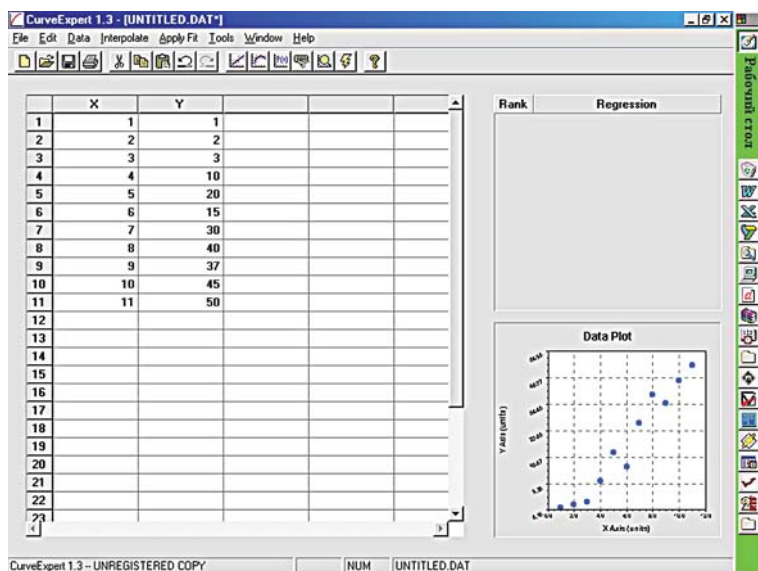 CurveExpert 1.3 - [UNTITLED.DAT*]
File Edit Data Interpolate Apply Fit Tools Window Help
X Y
1 1 1
2 2 2
3 3 3
4 4 10
5 5 20
6 6 15
7 7 30
8 8 40
9 9 37
10 10 45
11 11 50
12
13
14
15
16
17
18
19
20
21
22
23
Rank Regression
Data Plot
Y Axis (units)
X Axis (units)
Рабочий стол
CurveExpert 1.3 -- UNREGISTERED COPY NUM UNTITLED.DAT